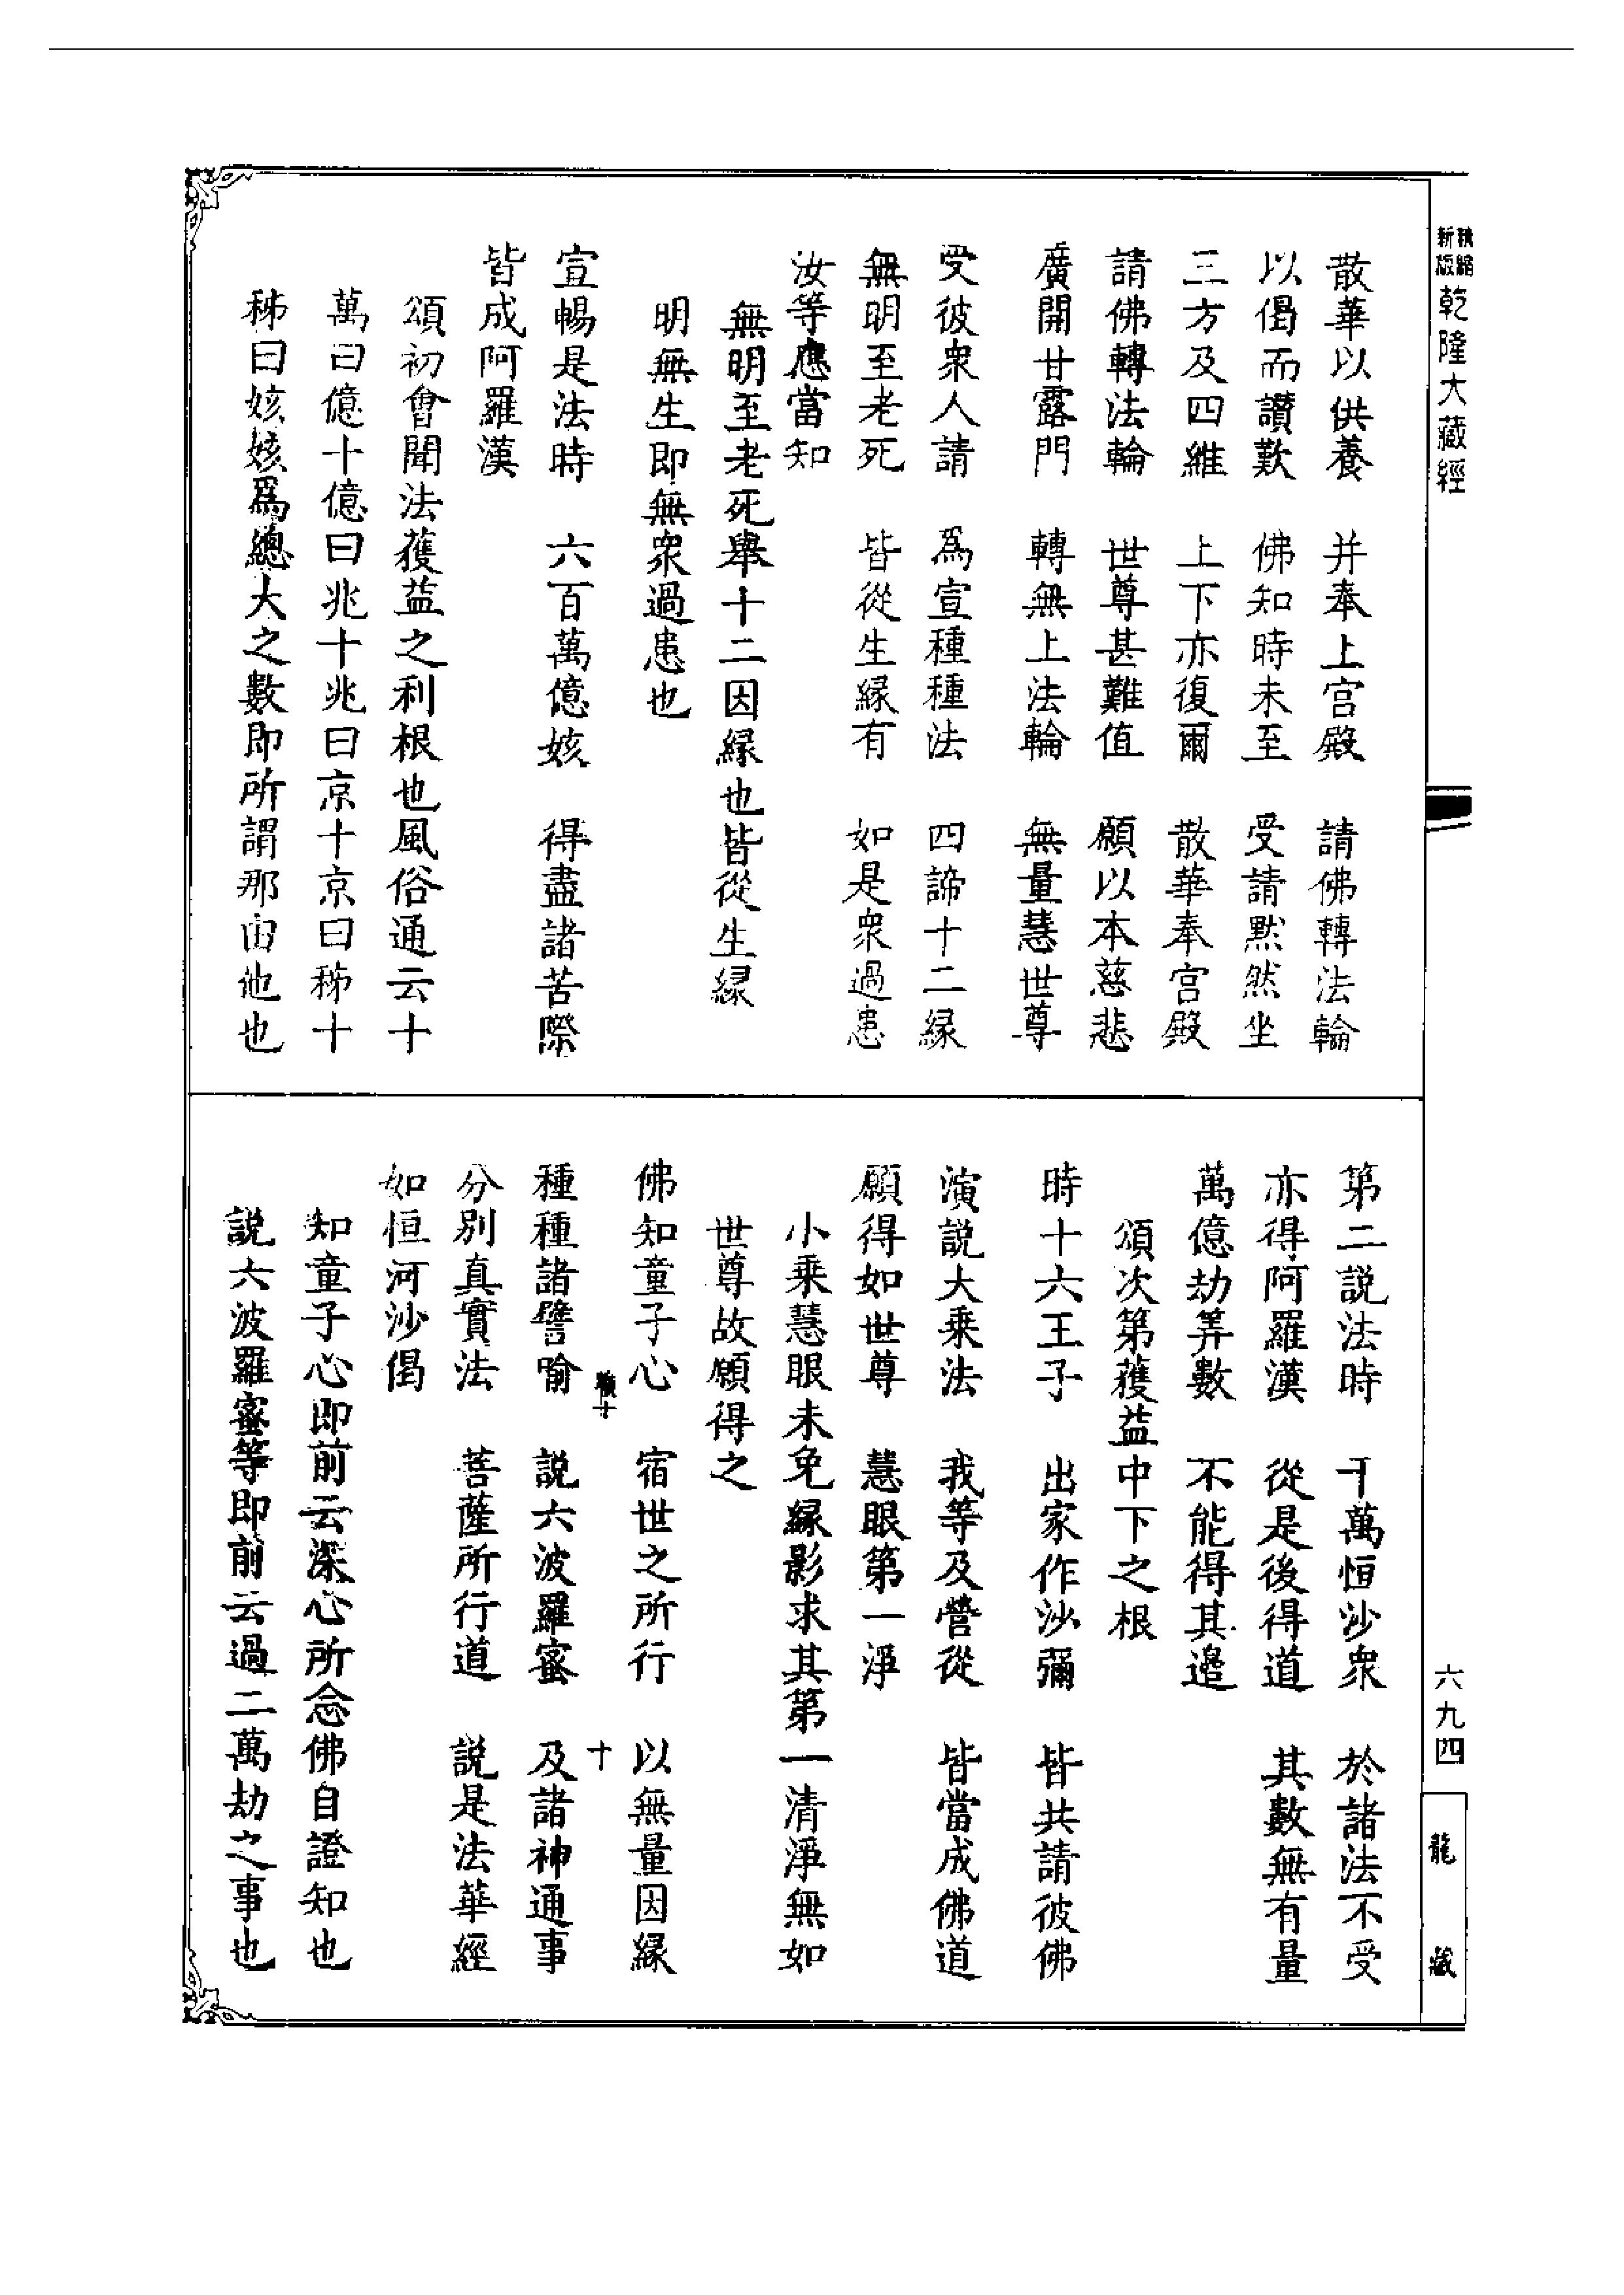 新版
精縮
乾隆大藏經
散華以供養　并奉上宮殿　請佛轉法輪
以偈而讚歎　佛知時未至　受請默然坐
三方及四維　上下亦復爾　散華奉宮殿
請佛轉法輪　世尊甚難值　願以本慈悲
廣開甘露門　轉無上法輪　無量慧世尊
受彼衆人請　爲宣種種法　四諦十二緣
無明至老死　皆從生緣有　如是衆過患
汝等應當知
無明至老死舉十二因緣也皆從生緣
明無生即無衆過患也
宣暢是法時　六百萬億姟　得盡諸苦際
皆成阿羅漢
頌初會聞法獲益之利根也風俗通云十
萬曰億十億曰兆十兆曰京十京曰秭十
秭曰姟姟爲總大之數即所謂那由他也
第二說法時　千萬恒沙衆　於諸法不受
亦得阿羅漢　從是後得道　其數無有量
萬億劫筭數　不能得其邊
頌次第獲益中下之根
時十六王子　出家作沙彌　皆共請彼佛
演說大乘法　我等及營從　皆當成佛道
願得如世尊　慧眼第一淨
小乘慧眼未免緣影求其第一清淨無如
世尊故願得之
佛知童子心　宿世之所行　以無量因緣
種種諸譬喻　說六波羅蜜　及諸神通事
分別真實法　菩薩所行道　說是法華經
如恒河沙偈
知童子心即前云深心所念佛自證知也
說六波羅蜜等即前云過二萬劫之事也
十
六九四
龍藏